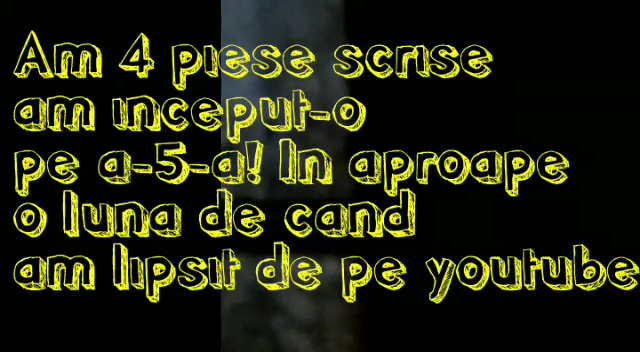 Am 4 piese scrise
am inceput-o
pe a-5-a! In aproape
o luna de cand
am lipsit de pe youtube